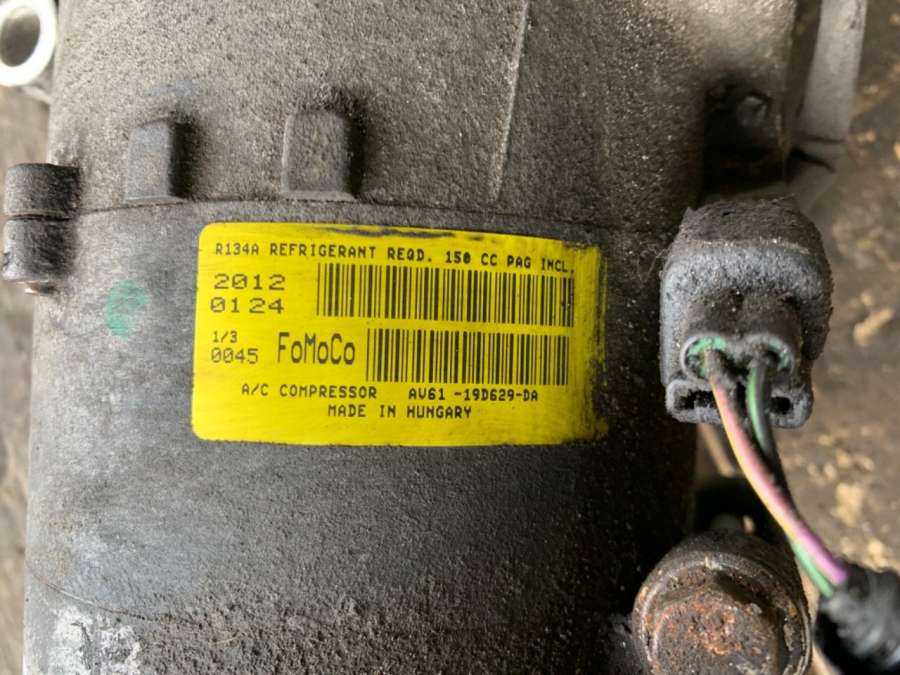 R134A REFRIGERANT REQD. 150 CC PAG INCL.
2012
0124
1/3
0045 FoMoCo
A/C COMPRESSOR AV61 -19D629-DA
MADE IN HUNGARY